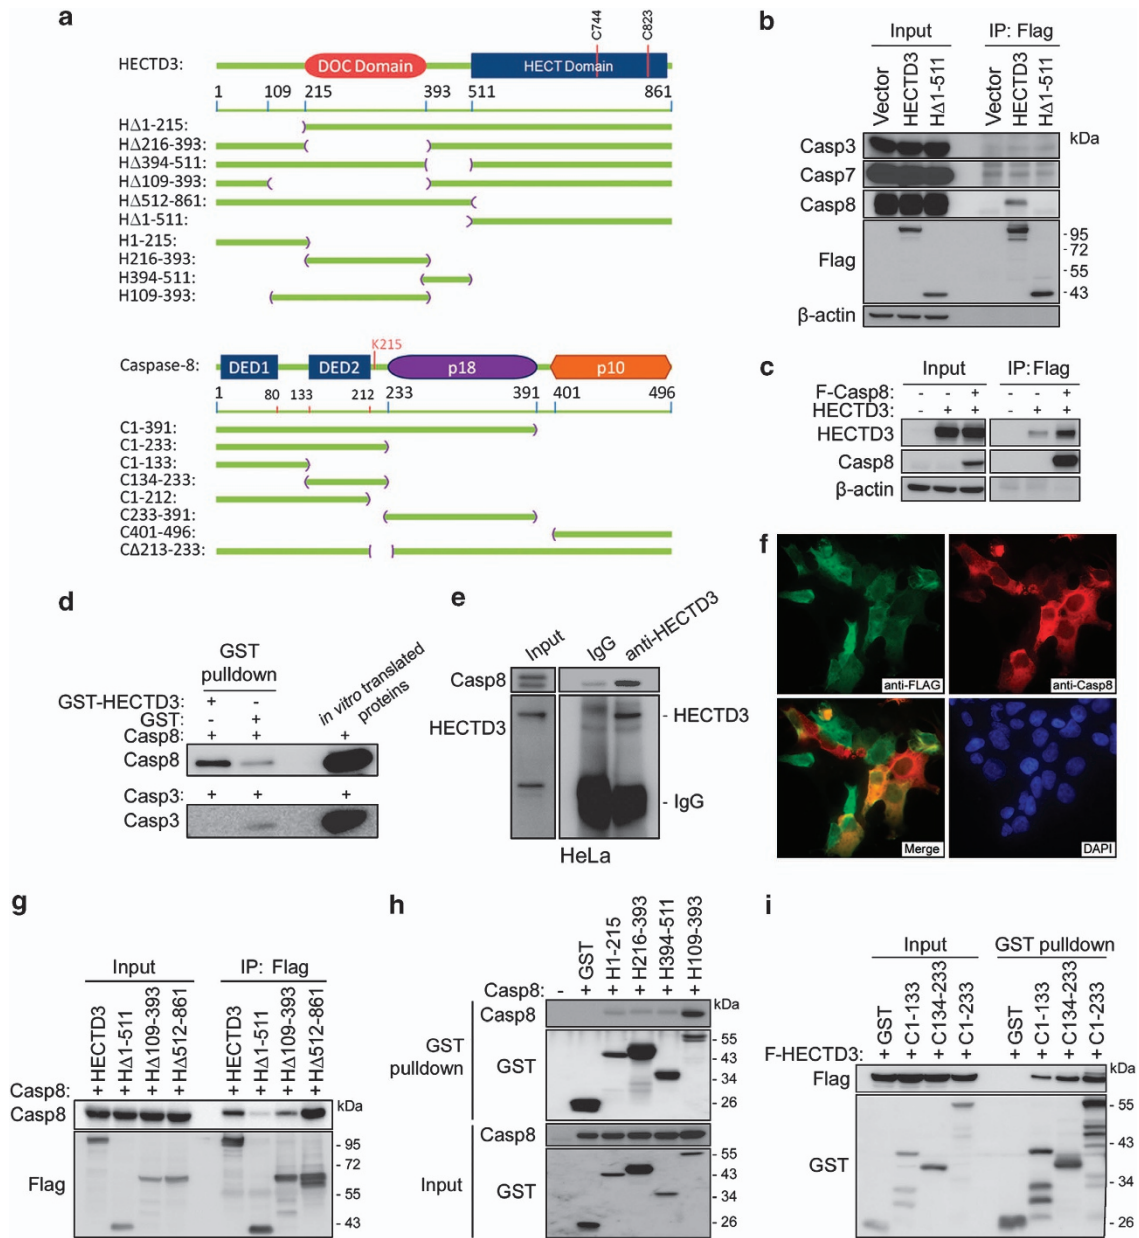 a
C744
C823
HECTD3:
DOC Domain
HECT Domain
1 109 215 393 511 861
HΔ1-215:
HΔ216-393:
HΔ394-511:
HΔ109-393:
HΔ512-861:
HΔ1-511:
H1-215:
H216-393:
H394-511:
H109-393:
K215
Caspase-8:
DED1 DED2 p18 p10
1 80 133 212 233 391 401 496
C1-391:
C1-233:
C1-133:
C134-233:
C1-212:
C233-391:
C401-496:
CΔ213-233:
b
Input IP: Flag
Vector HECTD3 HΔ1-511 Vector HECTD3 HΔ1-511
kDa
Casp3
Casp7
Casp8
Flag
- 95
- 72
- 55
- 43
β-actin
c
Input IP:Flag
F-Casp8: - - + - - +
HECTD3: - + + - + +
HECTD3
Casp8
β-actin
d
GST pulldown
in vitro translated proteins
GST-HECTD3: + -
GST: - +
Casp8: + + +
Casp8
Casp3: + + +
Casp3
e
Input IgG anti-HECTD3
Casp8
HECTD3
- HECTD3
- IgG
HeLa
f
anti-FLAG
anti-Casp8
Merge
DAPI
g
Input IP: Flag
HECTD3 HΔ1-511 HΔ109-393 HΔ512-861 HECTD3 HΔ1-511 HΔ109-393 HΔ512-861
Casp8: + + + + + + + +
Casp8
kDa
Flag
- 95
- 72
- 55
- 43
h
GST H1-215 H216-393 H394-511 H109-393
Casp8: - + + + + +
kDa
GST pulldown
Casp8
GST
- 55
- 43
- 34
- 26
Input
Casp8
GST
- 55
- 43
- 34
- 26
i
Input GST pulldown
GST C1-133 C134-233 C1-233 GST C1-133 C134-233 C1-233
F-HECTD3: + + + + + + + +
Flag
kDa
GST
- 55
- 43
- 34
- 26